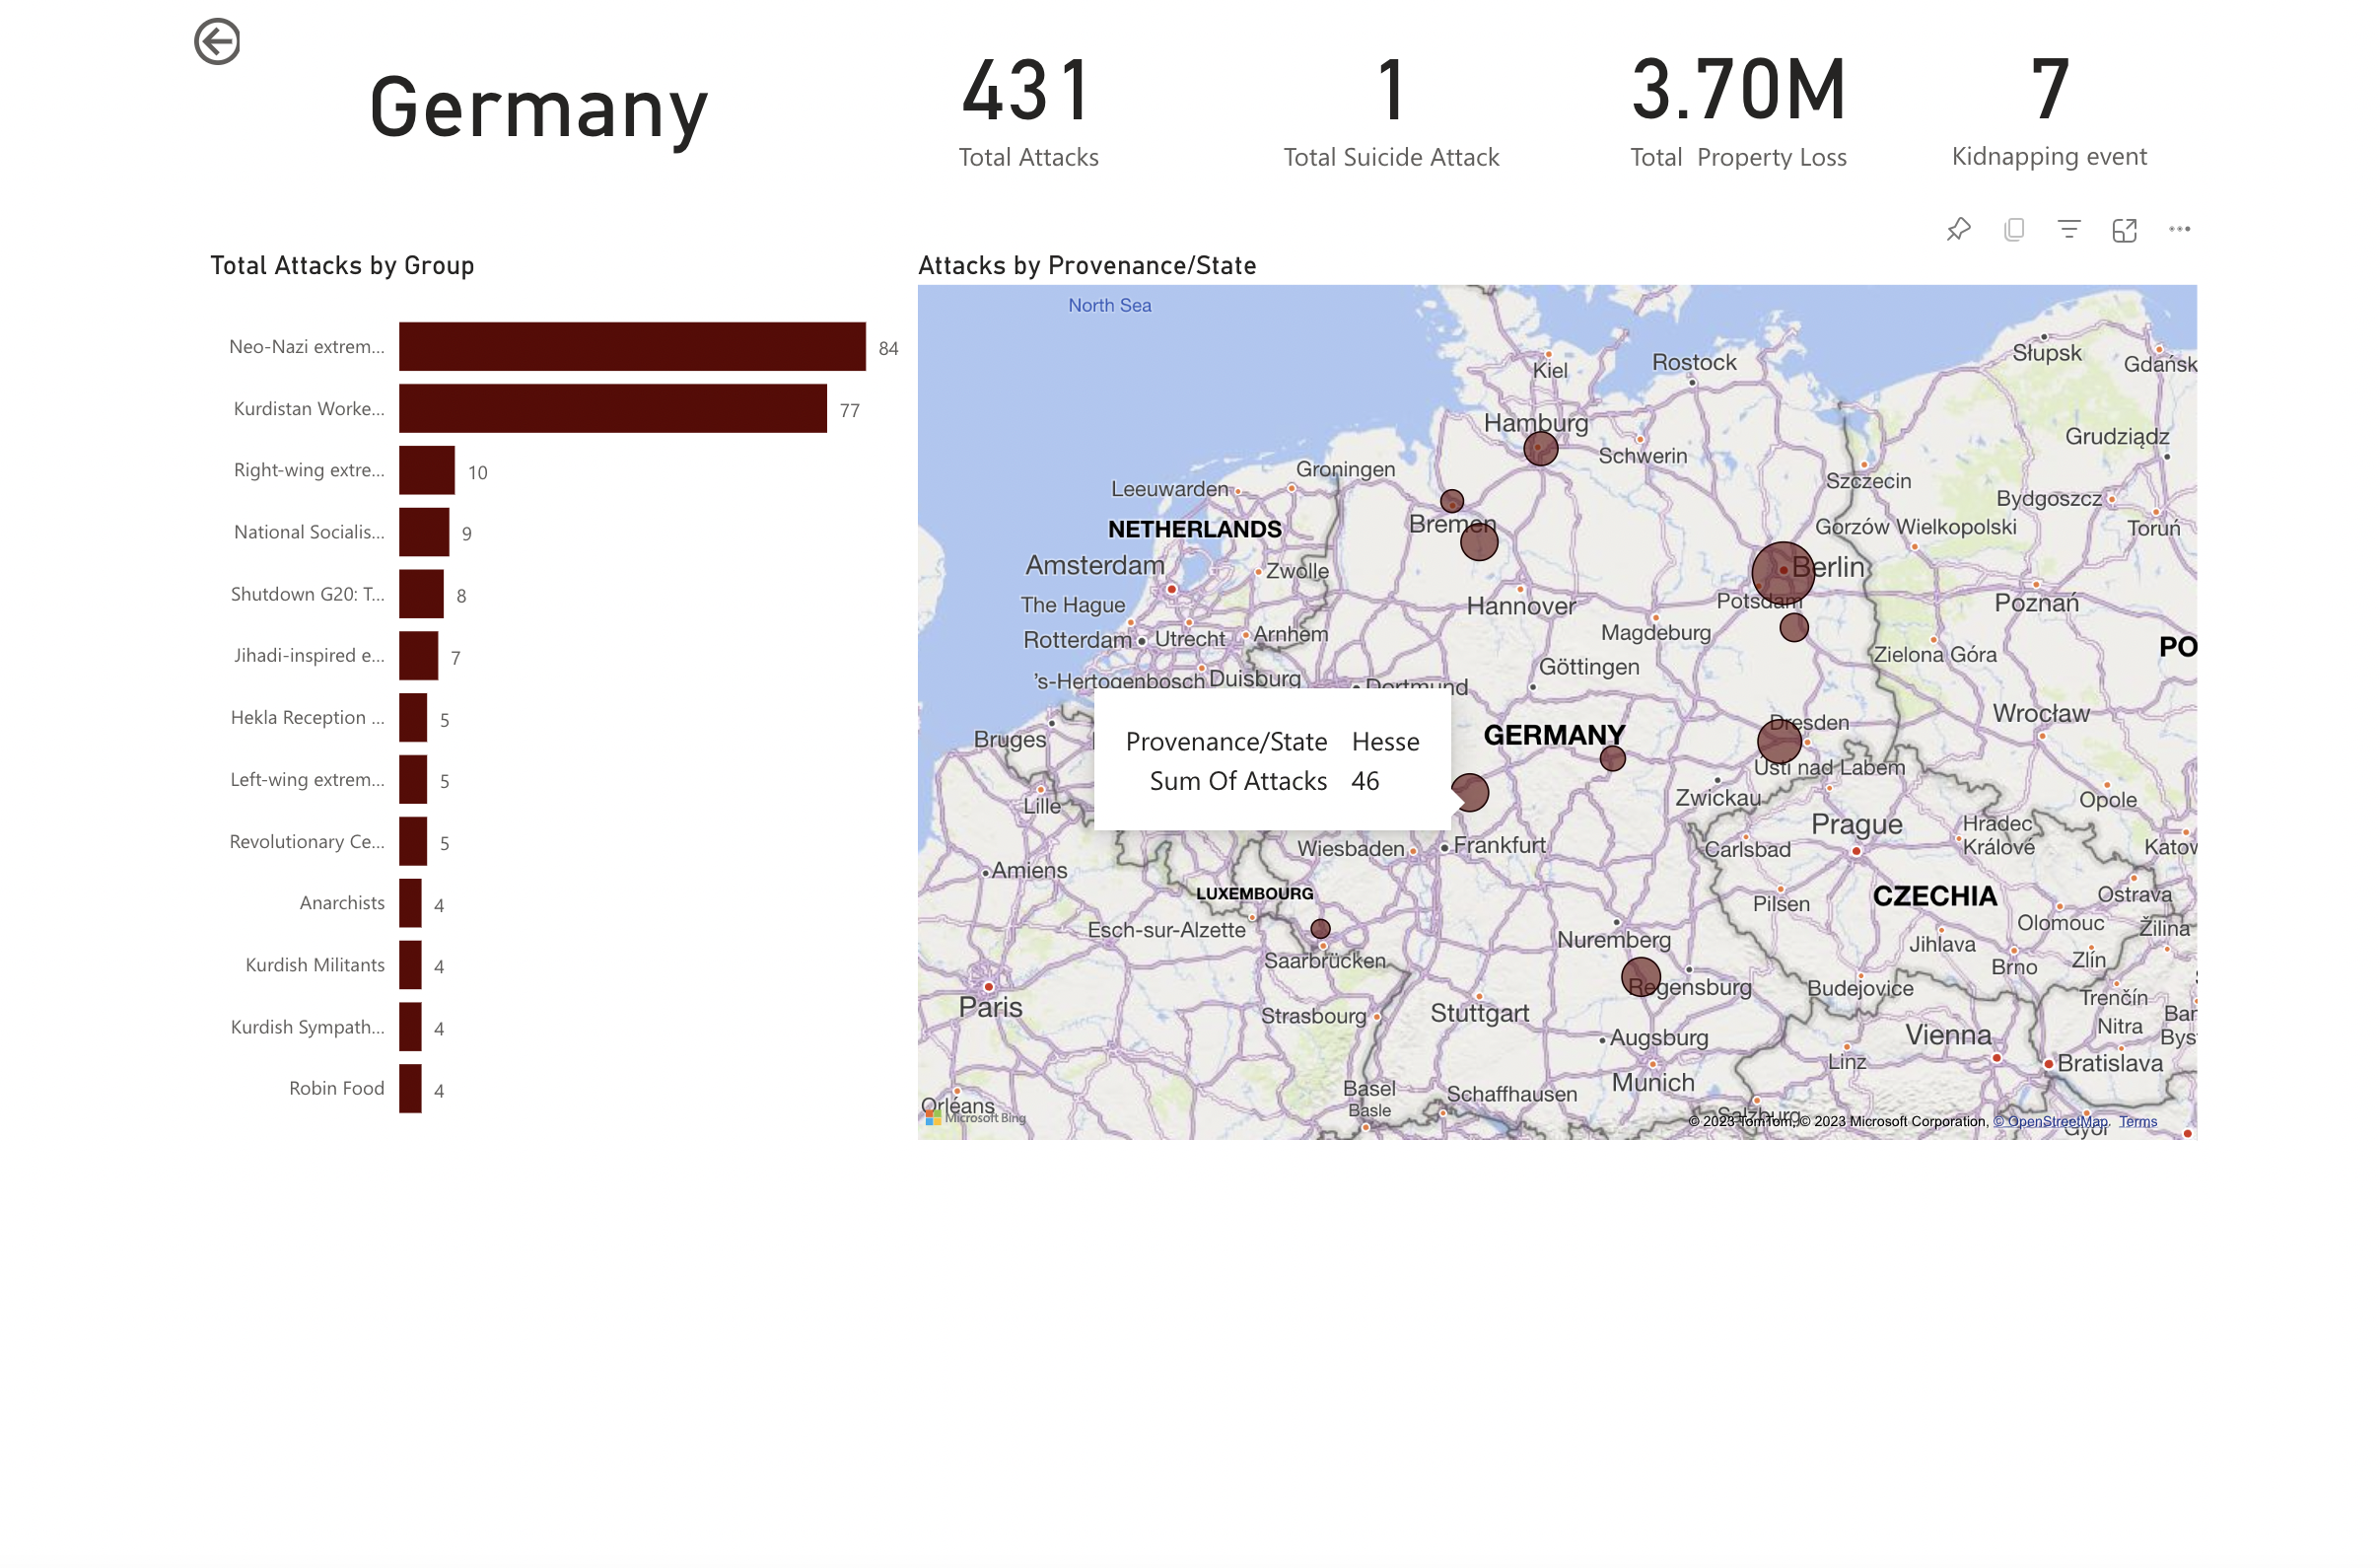 Germany
431
Total Attacks
1
Total Suicide Attack
3.70M
Total Property Loss
7
Kidnapping event
Total Attacks by Group
Neo-Nazi extrem... 84
Kurdistan Worke... 77
Right-wing extre... 10
National Socialis... 9
Shutdown G20: T... 8
Jihadi-inspired e... 7
Hekla Reception ... 5
Left-wing extrem... 5
Revolutionary Ce... 5
Anarchists 4
Kurdish Militants 4
Kurdish Sympath... 4
Robin Food 4
Attacks by Provenance/State
North Sea
Kiel
Rostock
Słupsk
Gdańsk
Hamburg
Schwerin
Grudziądz
Groningen
Leeuwarden
Szczecin
Bydgoszcz
NETHERLANDS
Bremen
Gorzów Wielkopolski
Toruń
Amsterdam
Zwolle
Berlin
The Hague
Hannover
Potsdam
Poznań
Rotterdam
Utrecht
Arnhem
Magdeburg
PO
Zielona Góra
Göttingen
's-Hertogenbosch
Duisburg
Dortmund
Wrocław
Dresden
Bruges
GERMANY
Provenance/State Hesse
Sum Of Attacks 46
Usti nad Labem
Zwickau
Lille
Opole
Prague
Hradec
Králové
Wiesbaden
Frankfurt
Carlsbad
Katow
Amiens
LUXEMBOURG
CZECHIA
Ostrava
Pilsen
Esch-sur-Alzette
Olomouc
Žilina
Nuremberg
Jihlava
Saarbrücken
Brno
Zlín
Regensburg
Budejovice
Trenčín
Paris
Strasbourg
Stuttgart
Bar
Nitra
Bys
Vienna
Augsburg
Linz
Bratislava
Munich
Basel
Basle
Schaffhausen
Orléans
Microsoft Bing
Salzburg
Győr
© 2023 TomTom, © 2023 Microsoft Corporation, © OpenStreetMap Terms